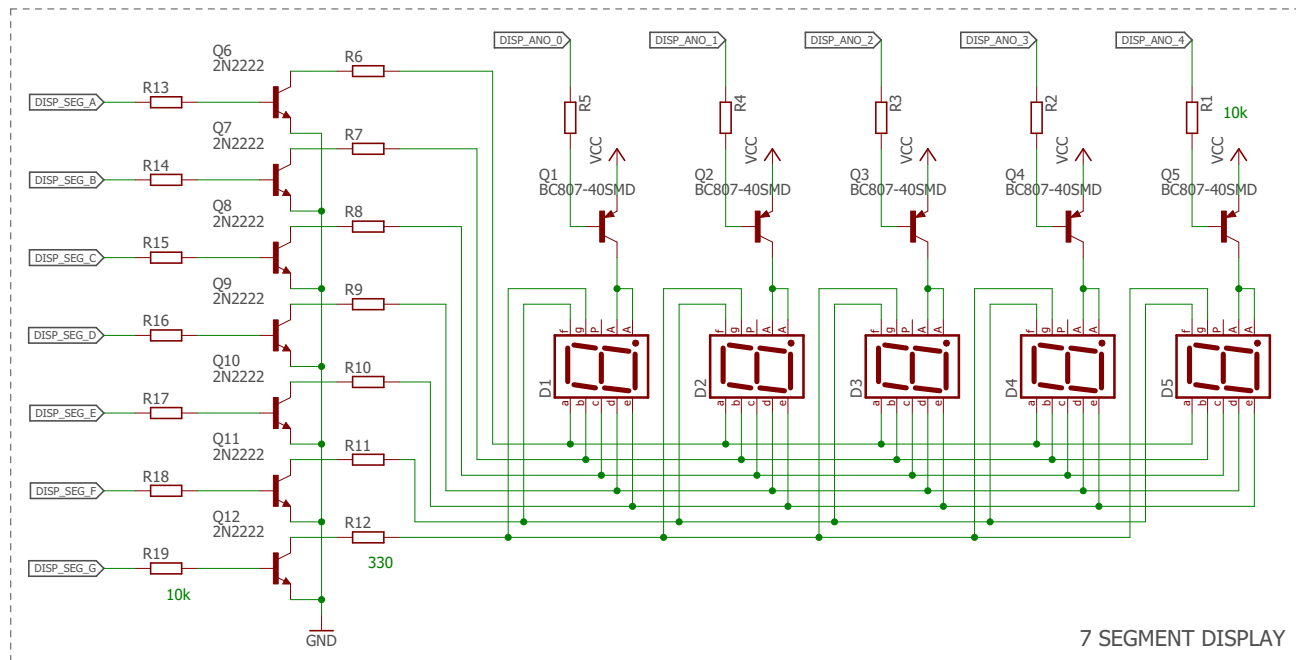 DISP_ANO_0
DISP_ANO_1
DISP_ANO_2
DISP_ANO_3
DISP_ANO_4
Q6
2N2222
R6
DISP_SEG_A
R13
Q7
2N2222
R7
DISP_SEG_B
R14
Q8
2N2222
R8
DISP_SEG_C
R15
Q9
2N2222
R9
DISP_SEG_D
R16
Q10
2N2222
R10
DISP_SEG_E
R17
Q11
2N2222
R11
DISP_SEG_F
R18
Q12
2N2222
R12
330
DISP_SEG_G
R19
10k
GND
R5
VCC
Q1
BC807-40SMD
f g P A A
D1
a b c d e
R4
VCC
Q2
BC807-40SMD
f g P A A
D2
a b c d e
R3
VCC
Q3
BC807-40SMD
f g P A A
D3
a b c d e
R2
VCC
Q4
BC807-40SMD
f g P A A
D4
a b c d e
R1
10k
VCC
Q5
BC807-40SMD
f g P A A
D5
a b c d e
7 SEGMENT DISPLAY